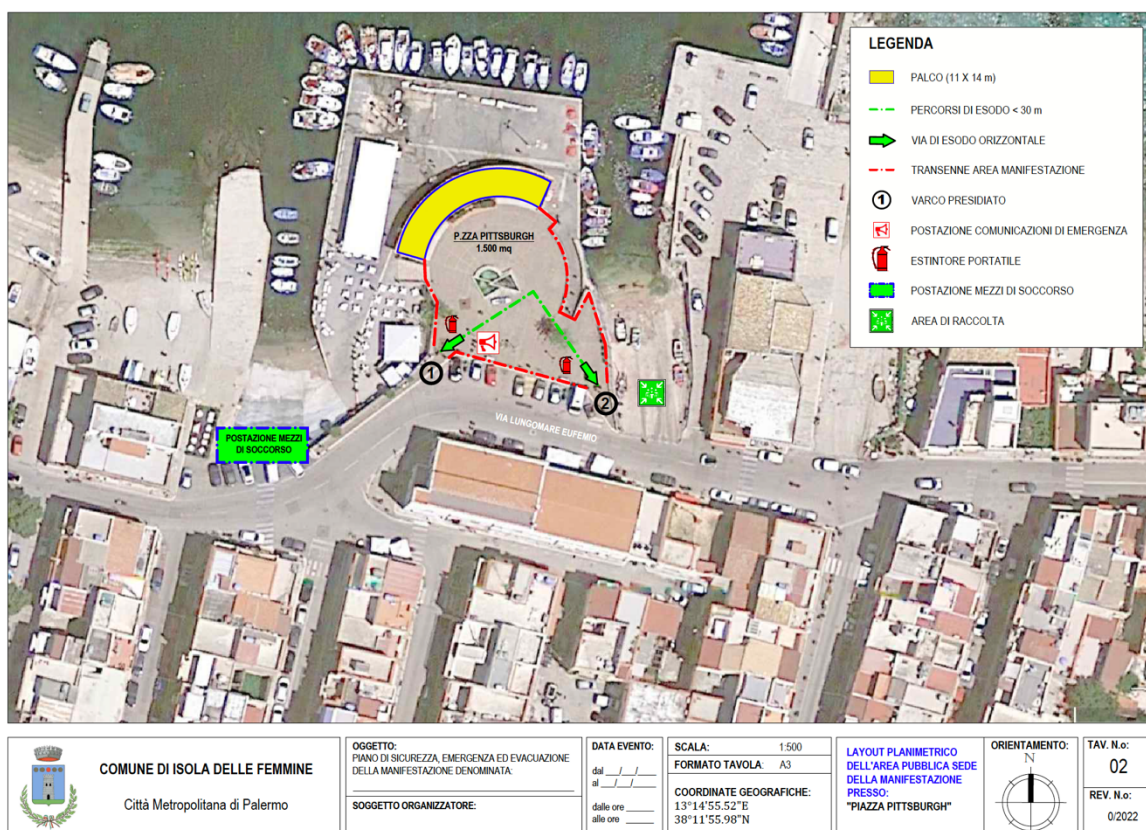 LEGENDA
PALCO (11 X 14 m)
PERCORSI DI ESODO < 30 m
VIA DI ESODO ORIZZONTALE
TRANSENNE AREA MANIFESTAZIONE
1 VARCO PRESIDIATO
POSTAZIONE COMUNICAZIONI DI EMERGENZA
ESTINTORE PORTATILE
POSTAZIONE MEZZI DI SOCCORSO
AREA DI RACCOLTA
P.ZZA PITTSBURGH
1.500 mq
1
2
VIA LUNGOMARE EUFEMIO
POSTAZIONE MEZZI
DI SOCCORSO
COMUNE DI ISOLA DELLE FEMMINE
Città Metropolitana di Palermo
OGGETTO:
PIANO DI SICUREZZA, EMERGENZA ED EVACUAZIONE
DELLA MANIFESTAZIONE DENOMINATA:
SOGGETTO ORGANIZZATORE:
DATA EVENTO:
dal __/__/____
al __/__/____
dalle ore ______
alle ore ______
SCALA: 1:500
FORMATO TAVOLA: A3
COORDINATE GEOGRAFICHE:
13°14'55.52"E
38°11'55.98"N
LAYOUT PLANIMETRICO
DELL'AREA PUBBLICA SEDE
DELLA MANIFESTAZIONE
PRESSO:
"PIAZZA PITTSBURGH"
ORIENTAMENTO:
N
TAV. N.o:
02
REV. N.o:
0/2022